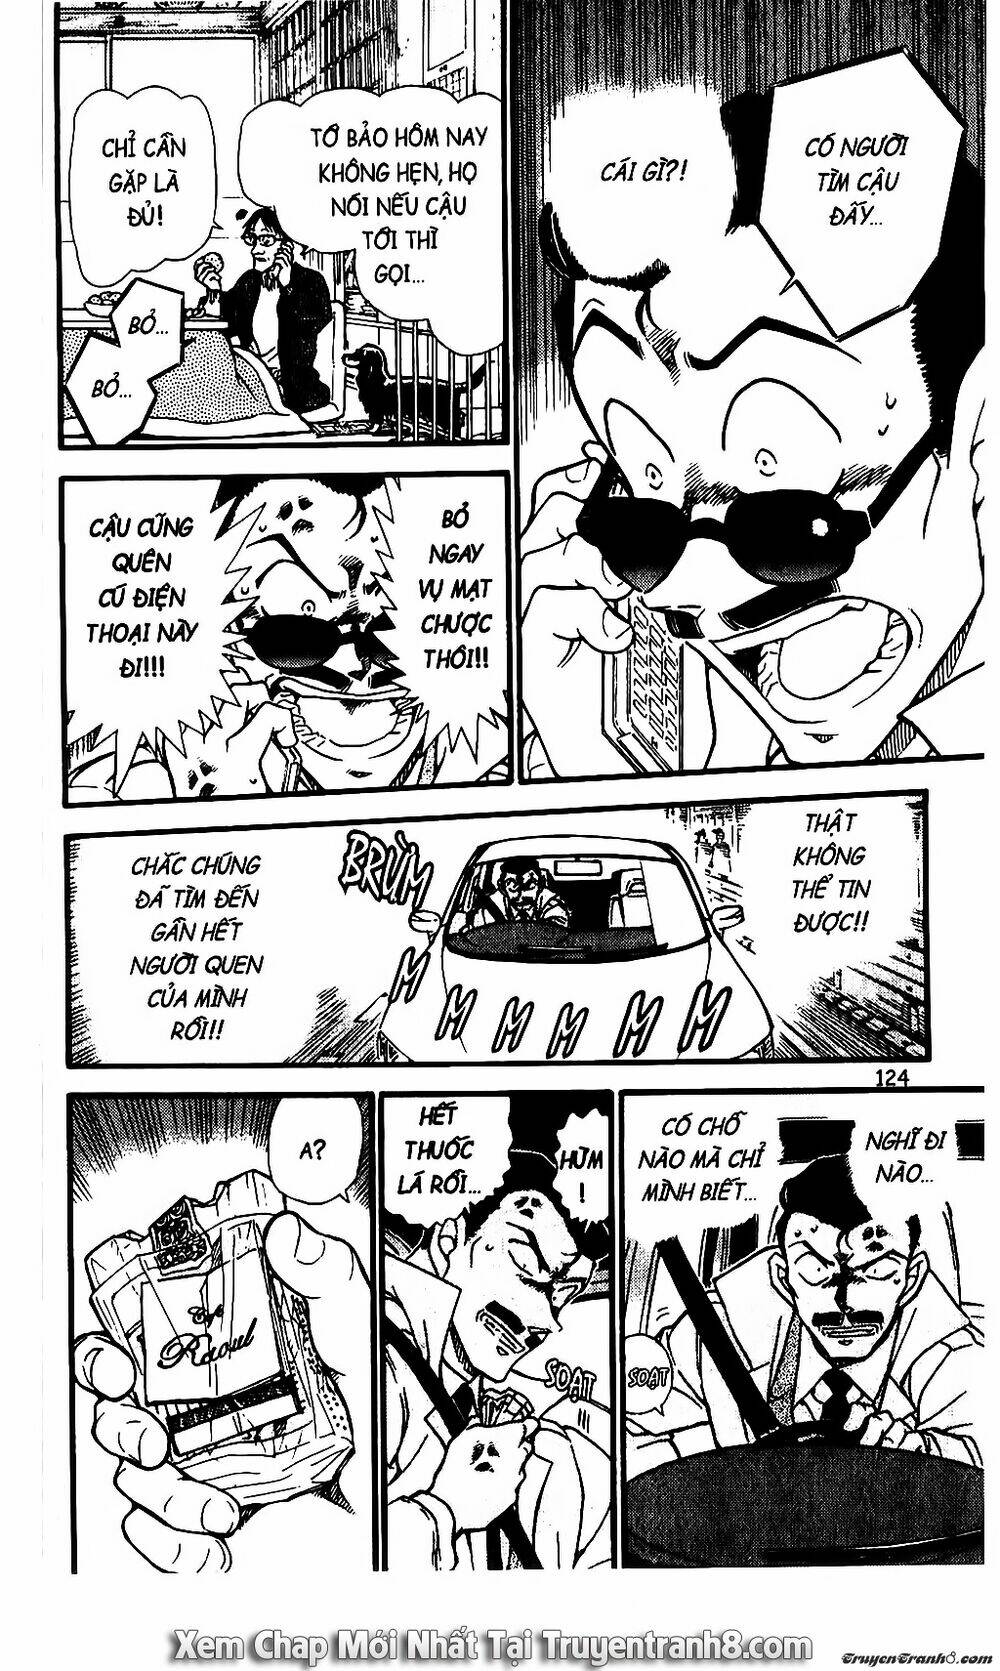 CÓ NGƯỜI
TÌM CẬU
ĐẤY...
CÁI GÌ?!
TỚ BẢO HÔM NAY
KHÔNG HẸN, HỌ
NÓI NẾU CẬU
TỚI THÌ
GỌI...
CHỈ CẦN
GẶP LÀ
ĐỦ!
BỎ...
BỎ...
BỎ
NGAY
VỤ MẠT
CHƯỢC
THÔI!!
CẬU CŨNG
QUÊN
CÚ ĐIỆN
THOẠI NÀY
ĐI!!!
THẬT
KHÔNG
THỂ TIN
ĐƯỢC!!
BRÙM
M
M M M M M
CHẮC CHÚNG
ĐÃ TÌM ĐẾN
GẦN HẾT
NGƯỜI QUEN
CỦA MÌNH
RỒI!!
124
NGHĨ ĐI
NÀO...
CÓ CHỖ
NÀO MÀ CHỈ
MÌNH BIẾT...
SOẠT
HỪM
!
HẾT
THUỐC
LÁ RỒI...
SOẠT
A?
Café
Raoul
Xem Chap Mới Nhất Tại Truyentranh8.com
TruyenTranh8.com